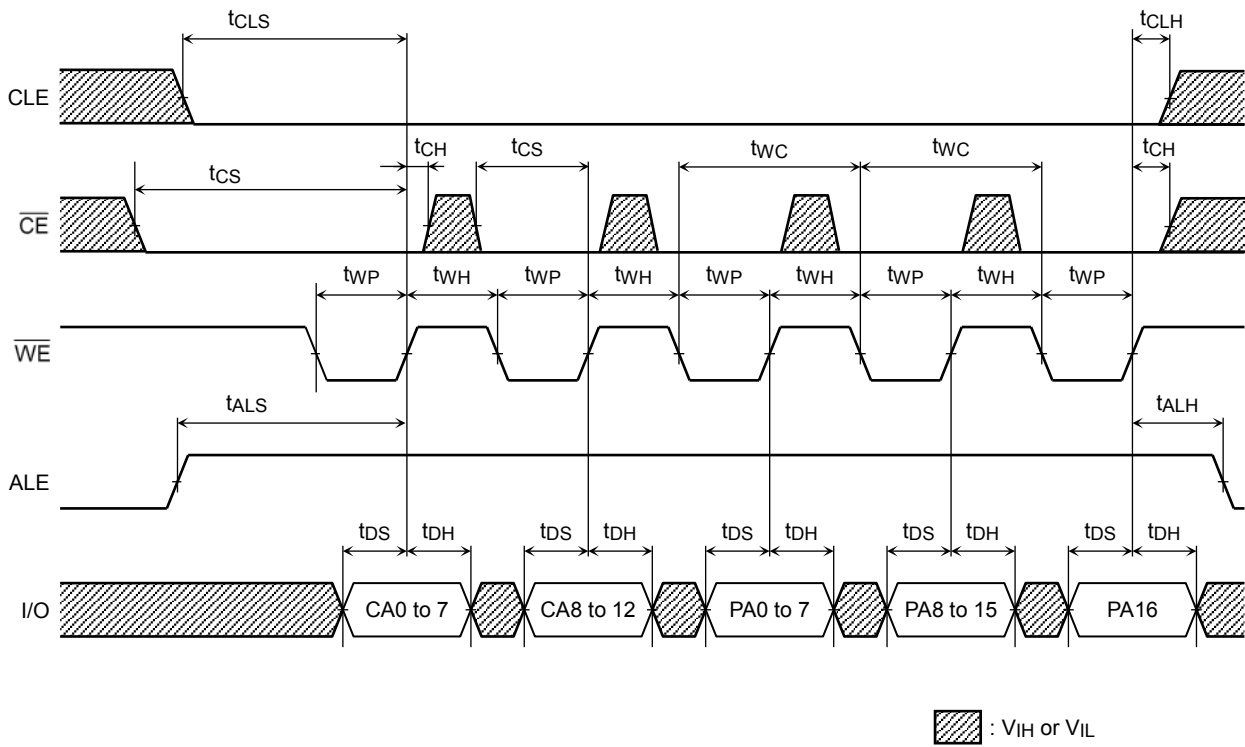 tCLS tCLH
CLE
tCH tCS tWC tWC tCH
tCS
CE
tWP tWH tWP tWH tWP tWH tWP tWH tWP
WE
tALS tALH
ALE
tDS tDH tDS tDH tDS tDH tDS tDH tDS tDH
I/O CA0 to 7 CA8 to 12 PA0 to 7 PA8 to 15 PA16
: VIH or VIL